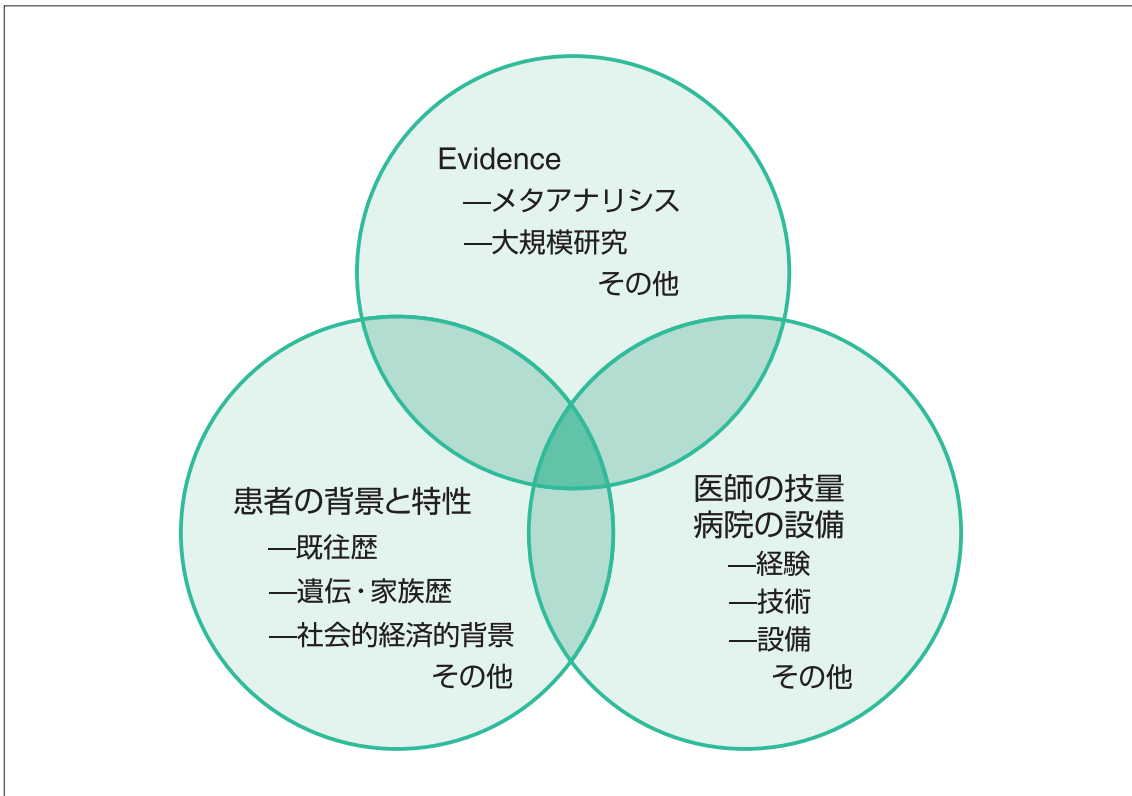 Evidence
―メタアナリシス
―大規模研究
その他
患者の背景と特性
―既往歴
―遺伝・家族歴
―社会的経済的背景
その他
医師の技量
病院の設備
―経験
―技術
―設備
その他